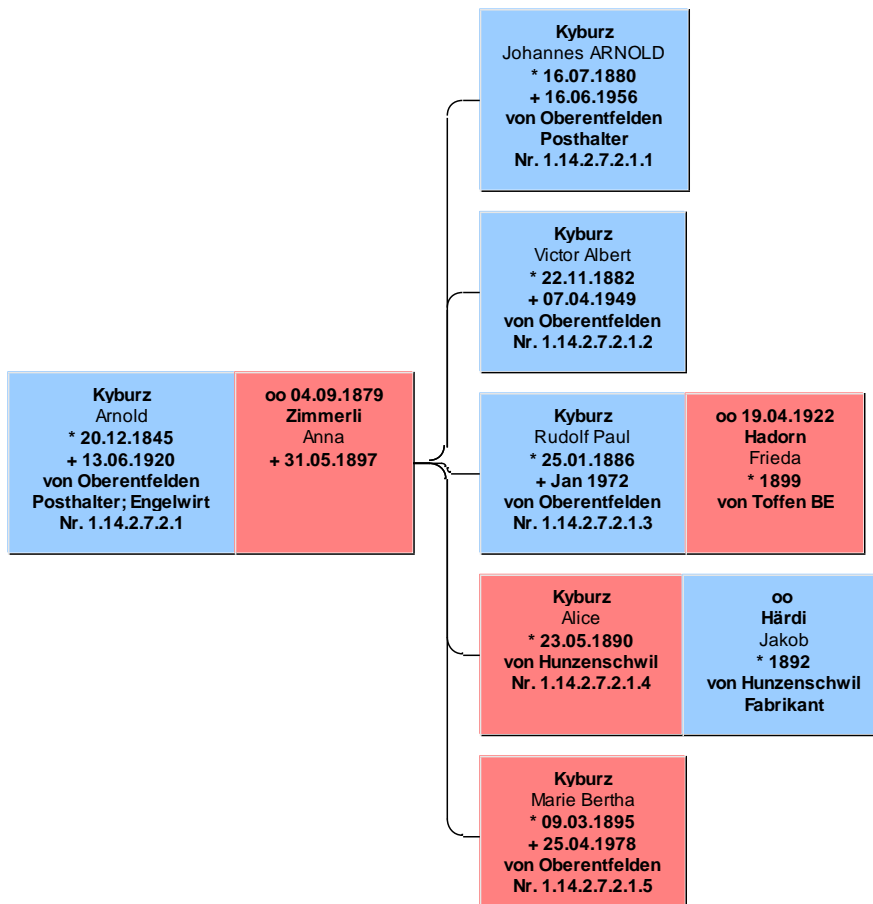 Kyburz
Arnold
* 20.12.1845
+ 13.06.1920
von Oberentfelden
Posthalter; Engelwirt
Nr. 1.14.2.7.2.1
oo 04.09.1879
Zimmerli
Anna
+ 31.05.1897
Kyburz
Johannes ARNOLD
* 16.07.1880
+ 16.06.1956
von Oberentfelden
Posthalter
Nr. 1.14.2.7.2.1.1
Kyburz
Victor Albert
* 22.11.1882
+ 07.04.1949
von Oberentfelden
Nr. 1.14.2.7.2.1.2
Kyburz
Rudolf Paul
* 25.01.1886
+ Jan 1972
von Oberentfelden
Nr. 1.14.2.7.2.1.3
oo 19.04.1922
Hadorn
Frieda
* 1899
von Toffen BE
Kyburz
Alice
* 23.05.1890
von Hunzenschwil
Nr. 1.14.2.7.2.1.4
oo
Härdi
Jakob
* 1892
von Hunzenschwil
Fabrikant
Kyburz
Marie Bertha
* 09.03.1895
+ 25.04.1978
von Oberentfelden
Nr. 1.14.2.7.2.1.5